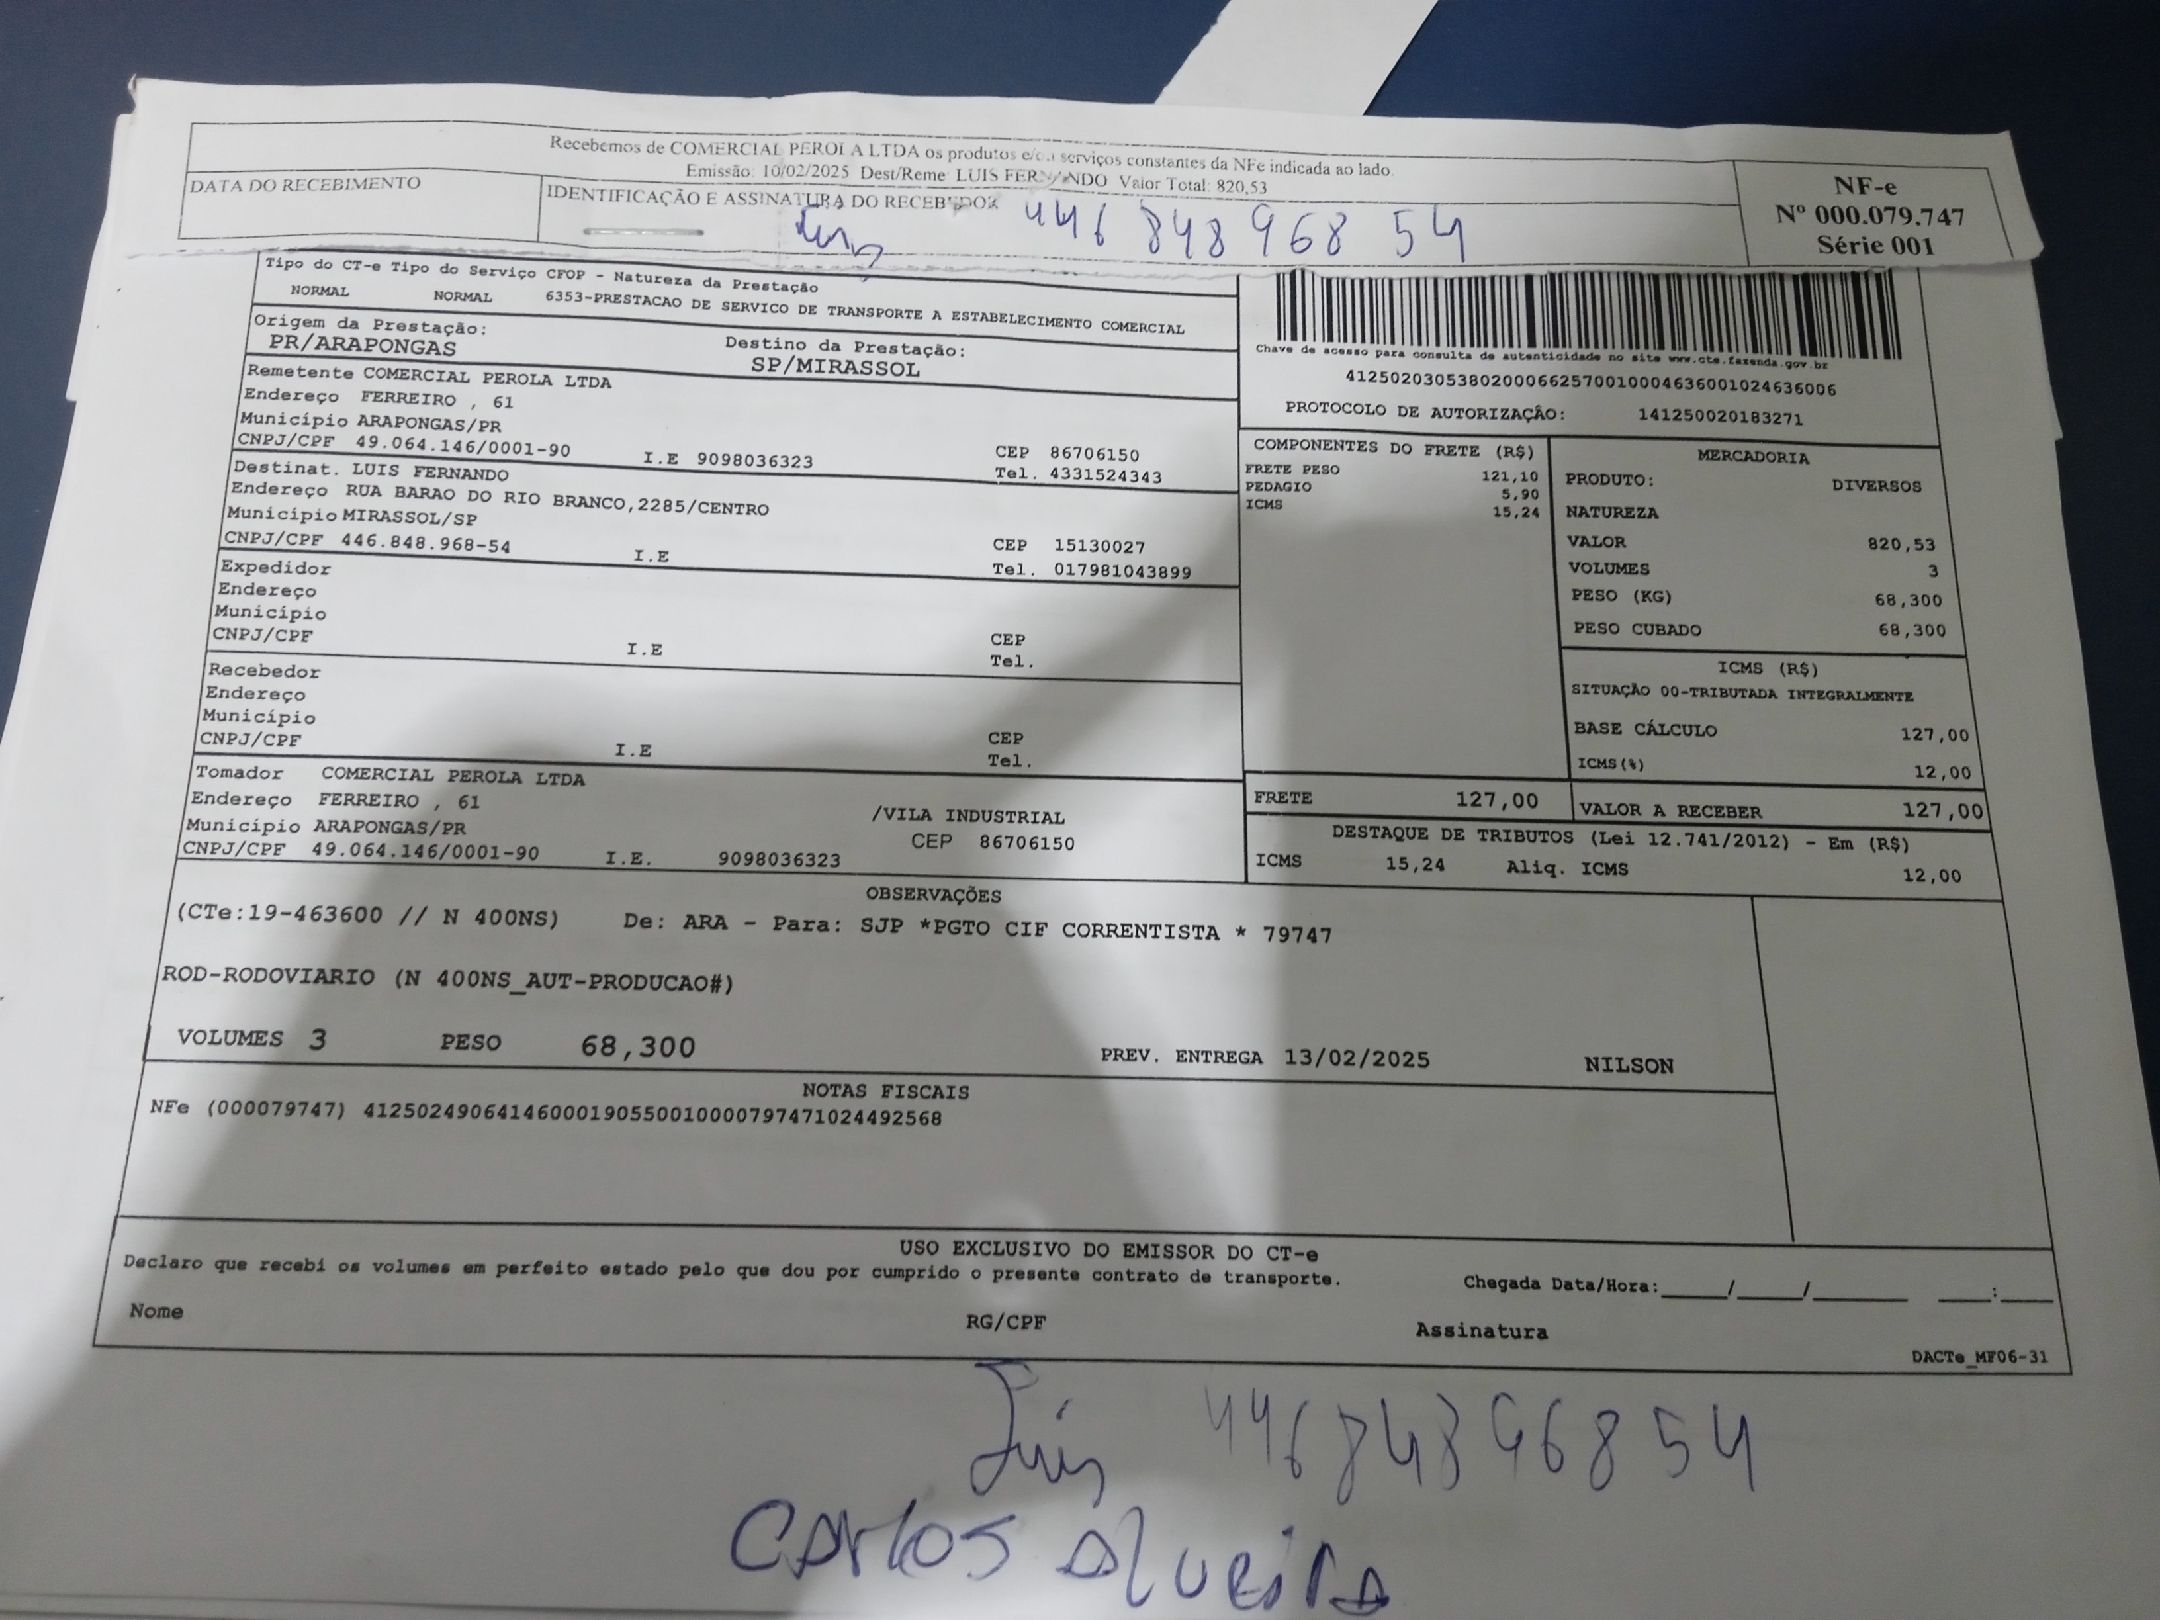 Recebemos de COMERCIAL PEROLA LTDA os produtos e/ou serviços constantes da NFe indicada ao lado.
Emissão: 10/02/2025 Dest/Reme: LUIS FERNANDO Valor Total: 820,53
DATA DO RECEBIMENTO
IDENTIFICAÇÃO E ASSINATURA DO RECEBEDOR
Luis 446 848 968 54
NF-e
Nº 000.079.747
Série 001
Tipo do CT-e Tipo do Serviço CFOP - Natureza da Prestação
NORMAL NORMAL 6353-PRESTACAO DE SERVICO DE TRANSPORTE A ESTABELECIMENTO COMERCIAL
Origem da Prestação: Destino da Prestação:
PR/ARAPONGAS SP/MIRASSOL
Remetente COMERCIAL PEROLA LTDA
Endereço FERREIRO , 61
Município ARAPONGAS/PR CEP 86706150
CNPJ/CPF 49.064.146/0001-90 I.E 9098036323 Tel. 4331524343
Destinat. LUIS FERNANDO
Endereço RUA BARAO DO RIO BRANCO,2285/CENTRO
Município MIRASSOL/SP CEP 15130027
CNPJ/CPF 446.848.968-54 I.E Tel. 017981043899
Expedidor
Endereço
Município CEP
CNPJ/CPF I.E Tel.
Recebedor
Endereço
Município CEP
CNPJ/CPF I.E Tel.
Tomador COMERCIAL PEROLA LTDA
Endereço FERREIRO , 61 /VILA INDUSTRIAL
Município ARAPONGAS/PR CEP 86706150
CNPJ/CPF 49.064.146/0001-90 I.E. 9098036323
Chave de acesso para consulta de autenticidade no site www.cte.fazenda.gov.br
41250203053802000662570010004636001024636006
PROTOCOLO DE AUTORIZAÇÃO: 141250020183271
COMPONENTES DO FRETE (R$)
FRETE PESO 121,10
PEDAGIO 5,90
ICMS 15,24
MERCADORIA
PRODUTO: DIVERSOS
NATUREZA
VALOR 820,53
VOLUMES 3
PESO (KG) 68,300
PESO CUBADO 68,300
ICMS (R$)
SITUAÇÃO 00-TRIBUTADA INTEGRALMENTE
BASE CÁLCULO 127,00
ICMS(%) 12,00
FRETE 127,00 VALOR A RECEBER 127,00
DESTAQUE DE TRIBUTOS (Lei 12.741/2012) - Em (R$)
ICMS 15,24 Aliq. ICMS 12,00
OBSERVAÇÕES
(CTe:19-463600 // N 400NS) De: ARA - Para: SJP *PGTO CIF CORRENTISTA * 79747
ROD-RODOVIARIO (N 400NS_AUT-PRODUCAO#)
VOLUMES 3 PESO 68,300 PREV. ENTREGA 13/02/2025 NILSON
NOTAS FISCAIS
NFe (000079747) 41250249064146000190550010000797471024492568
USO EXCLUSIVO DO EMISSOR DO CT-e
Declaro que recebi os volumes em perfeito estado pelo que dou por cumprido o presente contrato de transporte. Chegada Data/Hora:_____/_____/_______ ____:____
Nome RG/CPF Assinatura
DACTe_MF06-31
Luis 44684896854
CARlOS